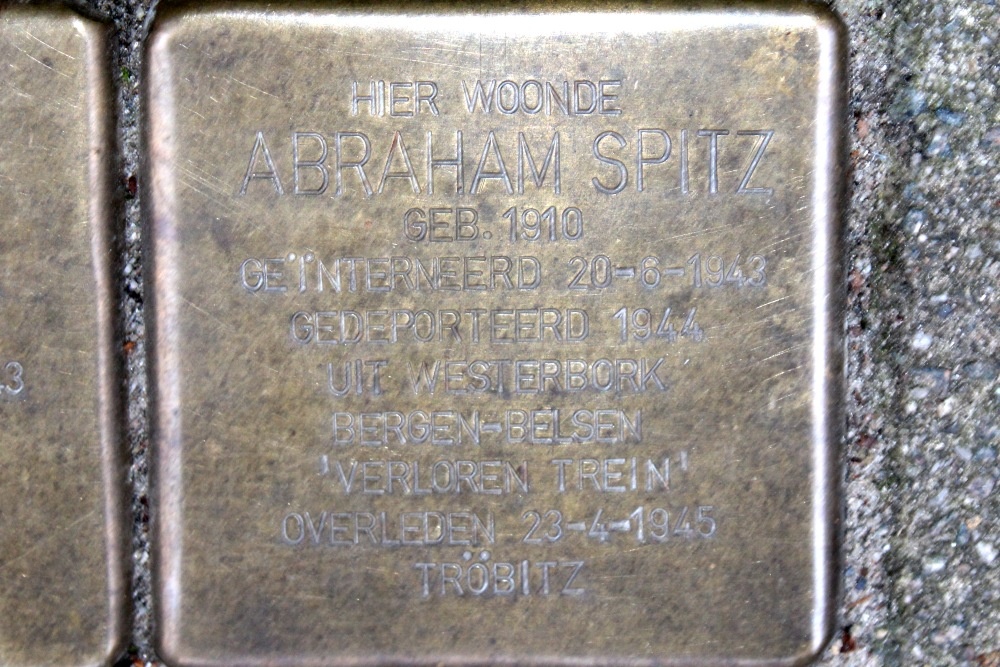 HIER WOONDE
ABRAHAM SPITZ
GEB. 1910
GEÏNTERNEERD 20-6-1943
GEDEPORTEERD 1944
UIT WESTERBORK
BERGEN-BELSEN
'VERLOREN TREIN'
OVERLEDEN 23-4-1945
TRÖBITZ